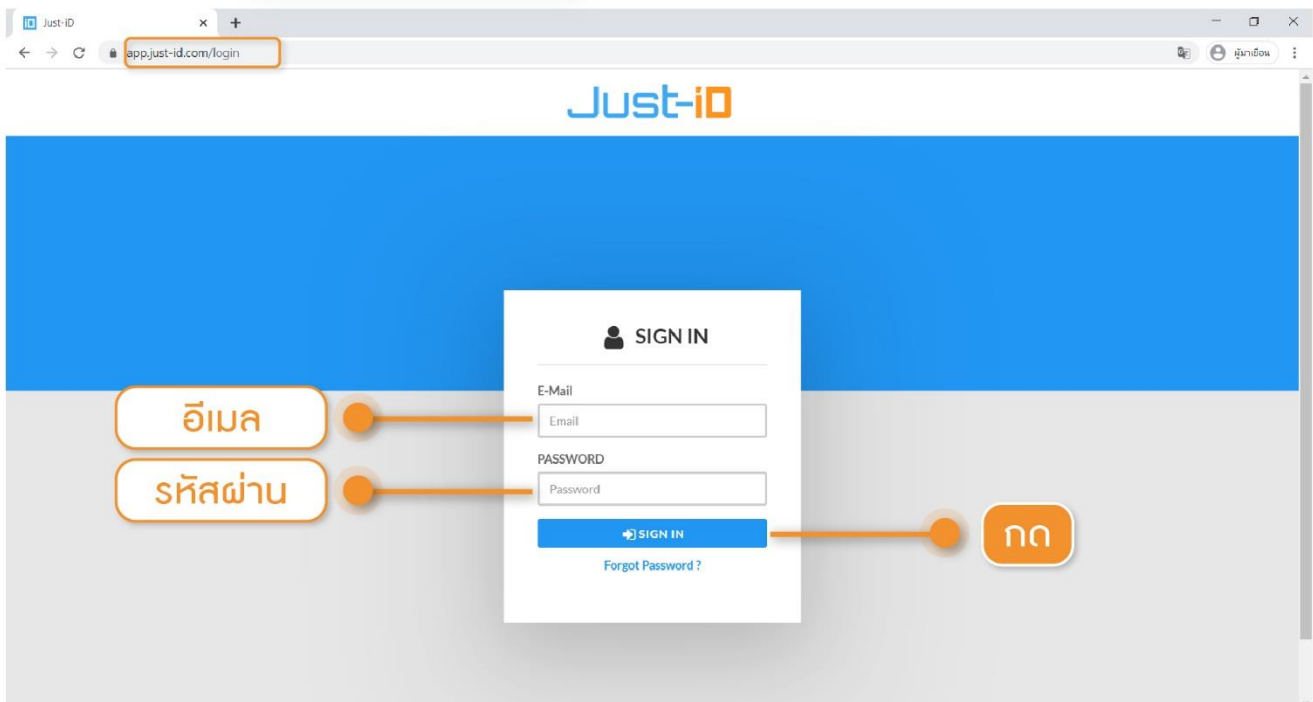 Just-iD
app.just-id.com/login
ผู้มาเยือน
Just-iD
SIGN IN
E-Mail
อีเมล
Email
PASSWORD
รหัสผ่าน
Password
SIGN IN
กด
Forgot Password ?